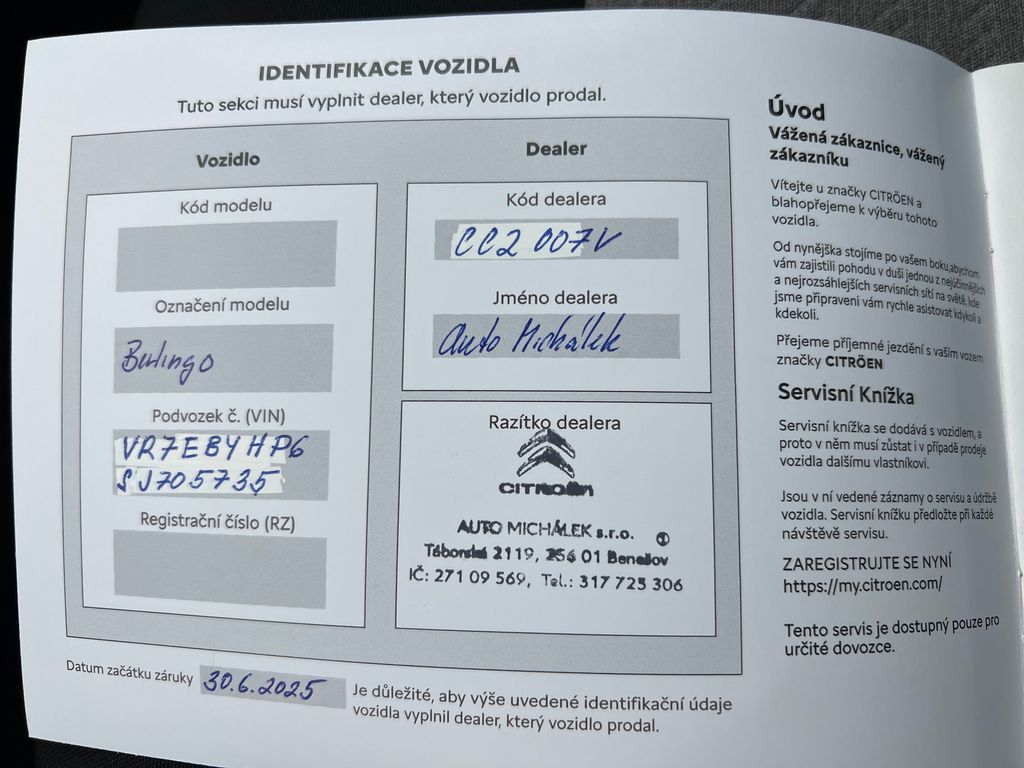 IDENTIFIKACE VOZIDLA
Tuto sekci musí vyplnit dealer, který vozidlo prodal.
Vozidlo
Kód modelu
Označení modelu
Berlingo
Podvozek č. (VIN)
VR7EBYHP6
SJ705735
Registrační číslo (RZ)
Dealer
Kód dealera
CC2 007V
Jméno dealera
Auto Michálek
Razítko dealera
CITROËN
AUTO MICHÁLEK s.r.o. 1
Táborská 2119, 256 01 Benešov
IČ: 271 09 569, Tel.: 317 725 306
Datum začátku záruky 30.6.2025
Je důležité, aby výše uvedené identifikační údaje
vozidla vyplnil dealer, který vozidlo prodal.
Úvod
Vážená zákaznice, vážený
zákazníku
Vítejte u značky CITRÖEN a
blahopřejeme k výběru tohoto
vozidla.
Od nynějška stojíme po vašem boku,abychom
vám zajistili pohodu v duši jednou z nejúčinnějších
a nejrozsáhlejších servisních sítí na světě, kde
jsme připraveni vám rychle asistovat kdykoli a
kdekoli.
Přejeme příjemné jezdění s vaším vozem
značky CITRÖEN
Servisní Knížka
Servisní knížka se dodává s vozidlem, a
proto v něm musí zůstat i v případě prodeje
vozidla dalšímu vlastníkovi.
Jsou v ní vedené záznamy o servisu a údržbě
vozidla. Servisní knížku předložte při každé
návštěvě servisu.
ZAREGISTRUJTE SE NYNÍ
https://my.citroen.com/
Tento servis je dostupný pouze pro
určité dovozce.